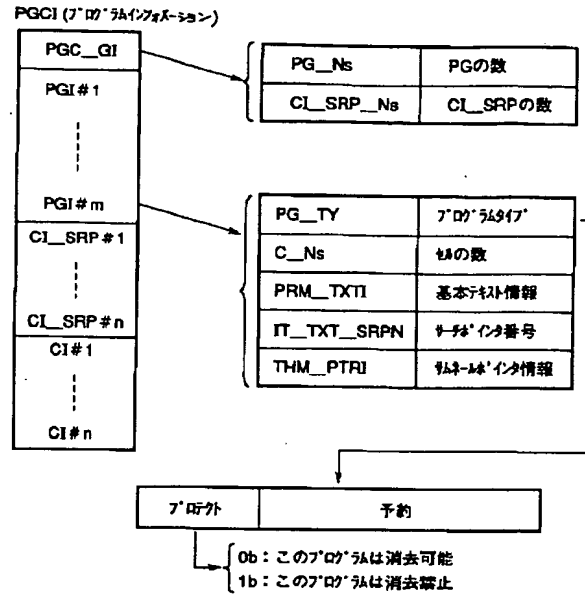 PGCI (プログラムインフォメーション)
PGC_GI
PGI#1
PGI#m
CI_SRP#1
CI_SRP#n
CI#1
CI#n
PG_Ns PGの数
CI_SRP_Ns CI_SRPの数
PG_TY プログラムタイプ
C_Ns セルの数
PRM_TXTI 基本テキスト情報
IT_TXT_SRPN サーチポインタ番号
THM_PTRI サムネールポインタ情報
プロテクト 予約
0b:このプログラムは消去可能
1b:このプログラムは消去禁止